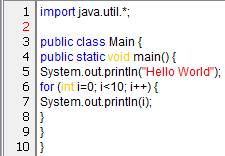 1 import java.util.*;
2
3 public class Main {
4 public static void main() {
5 System.out.println("Hello World");
6 for (int i=0; i<10; i++) {
7 System.out.println(i);
8 }
9 }
10 }